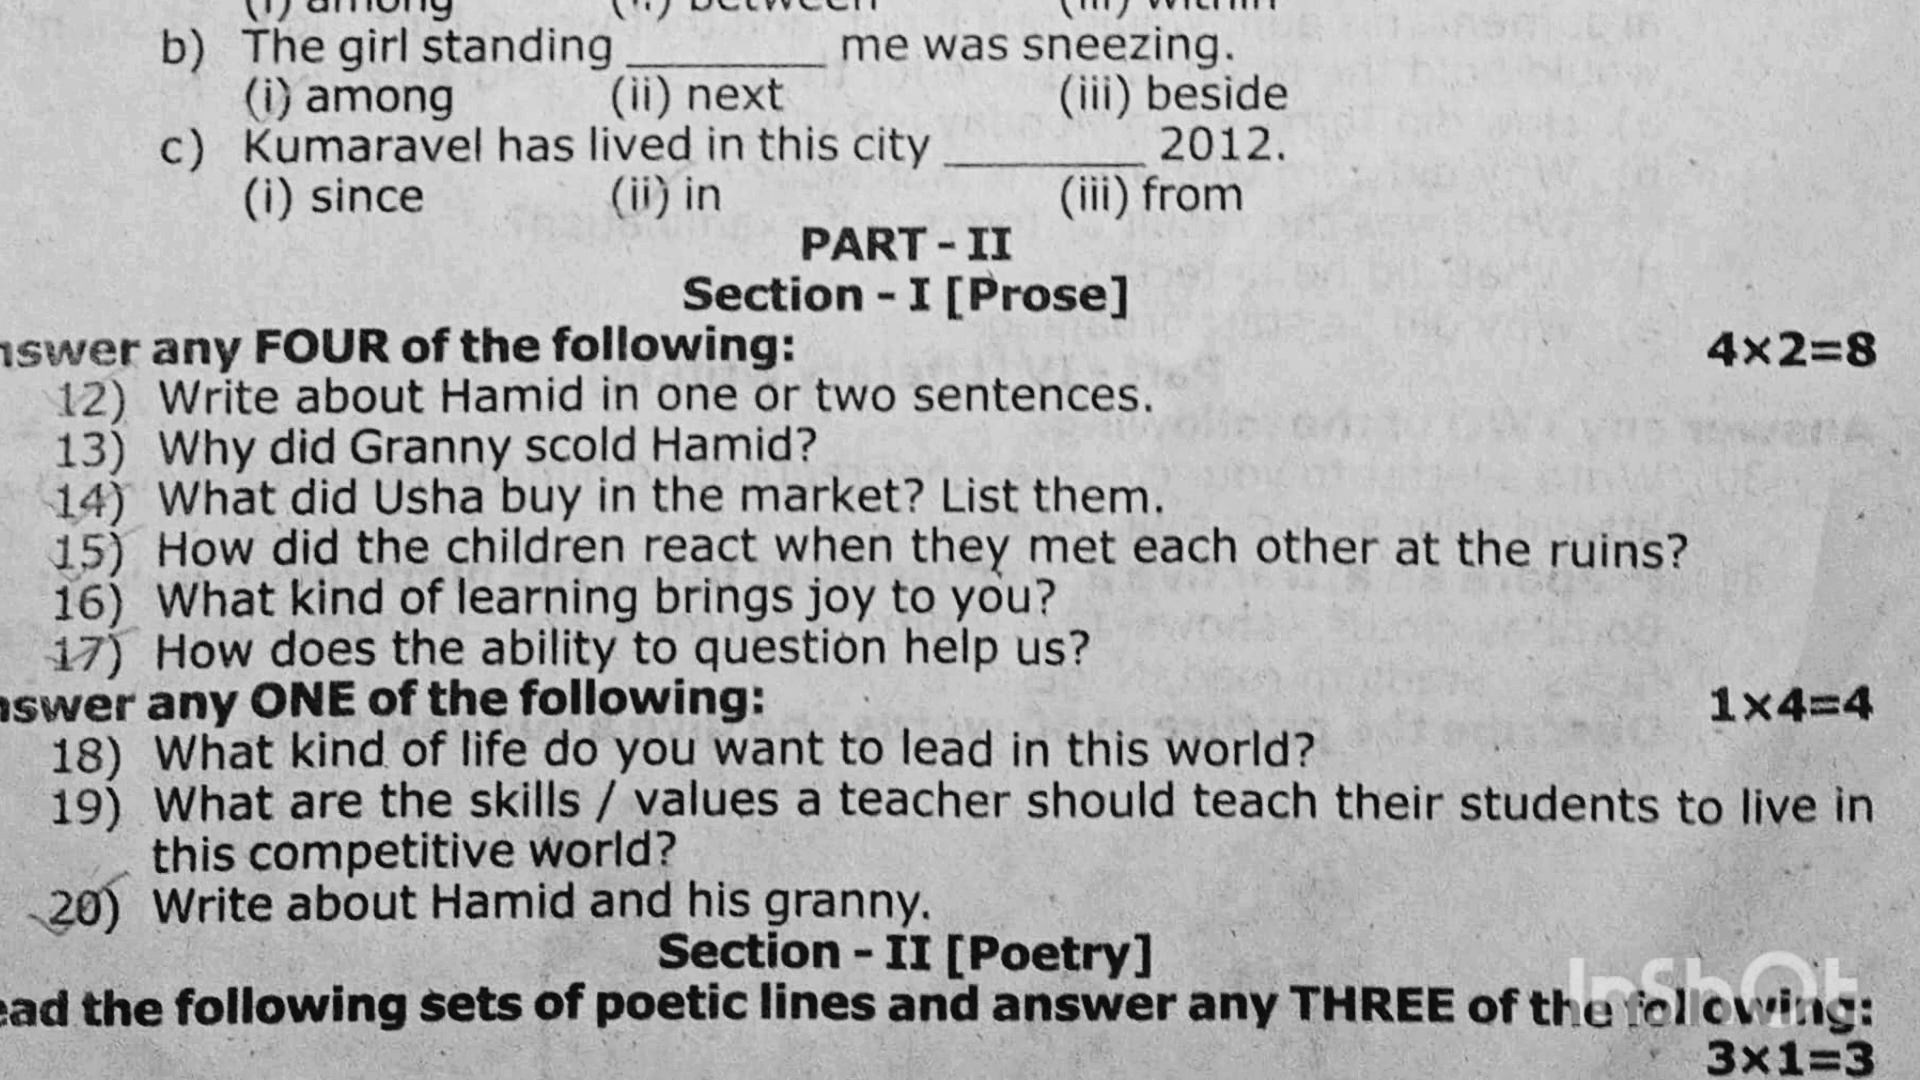 (i) among (ii) between (iii) within
b) The girl standing ________ me was sneezing.
(i) among (ii) next (iii) beside
c) Kumaravel has lived in this city ________ 2012.
(i) since (ii) in (iii) from
PART - II
Section - I [Prose]
nswer any FOUR of the following: 4×2=8
12) Write about Hamid in one or two sentences.
13) Why did Granny scold Hamid?
14) What did Usha buy in the market? List them.
15) How did the children react when they met each other at the ruins?
16) What kind of learning brings joy to you?
17) How does the ability to question help us?
nswer any ONE of the following: 1×4=4
18) What kind of life do you want to lead in this world?
19) What are the skills / values a teacher should teach their students to live in
this competitive world?
20) Write about Hamid and his granny.
Section - II [Poetry]
ead the following sets of poetic lines and answer any THREE of the following:
3×1=3
InShOt